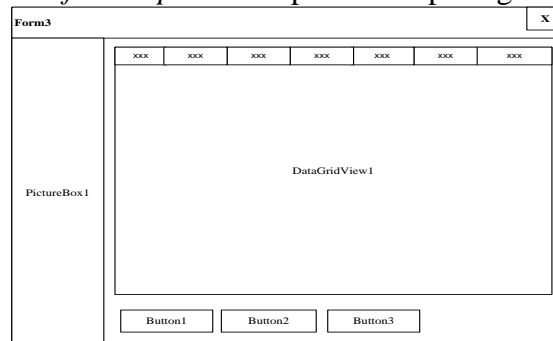 Form3 X
xxx xxx xxx xxx xxx xxx xxx
DataGridView1
PictureBox1
Button1 Button2 Button3